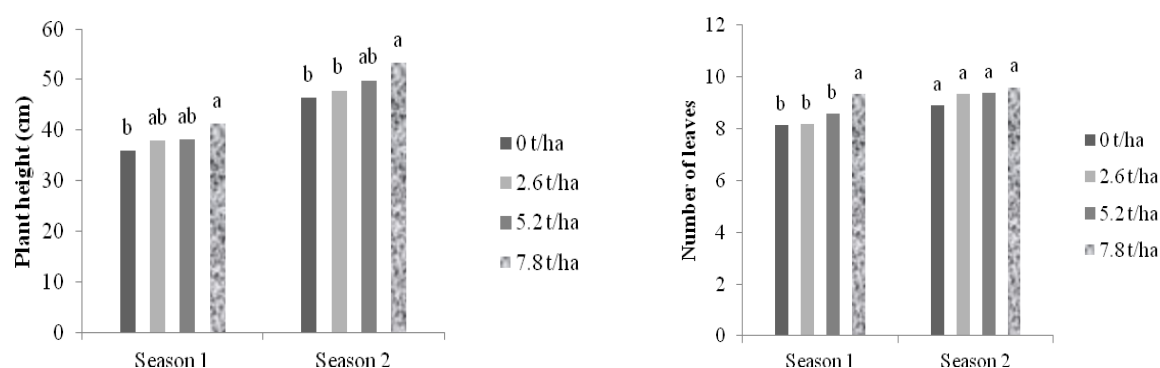 Plant height (cm)
60
50
40
30
20
10
0
b
ab
ab
a
b
b
ab
a
Season 1
Season 2
0 t/ha
2.6 t/ha
5.2 t/ha
7.8 t/ha
Number of leaves
12
10
8
6
4
2
0
b
b
b
a
a
a
a
a
Season 1
Season 2
0 t/ha
2.6 t/ha
5.2 t/ha
7.8 t/ha